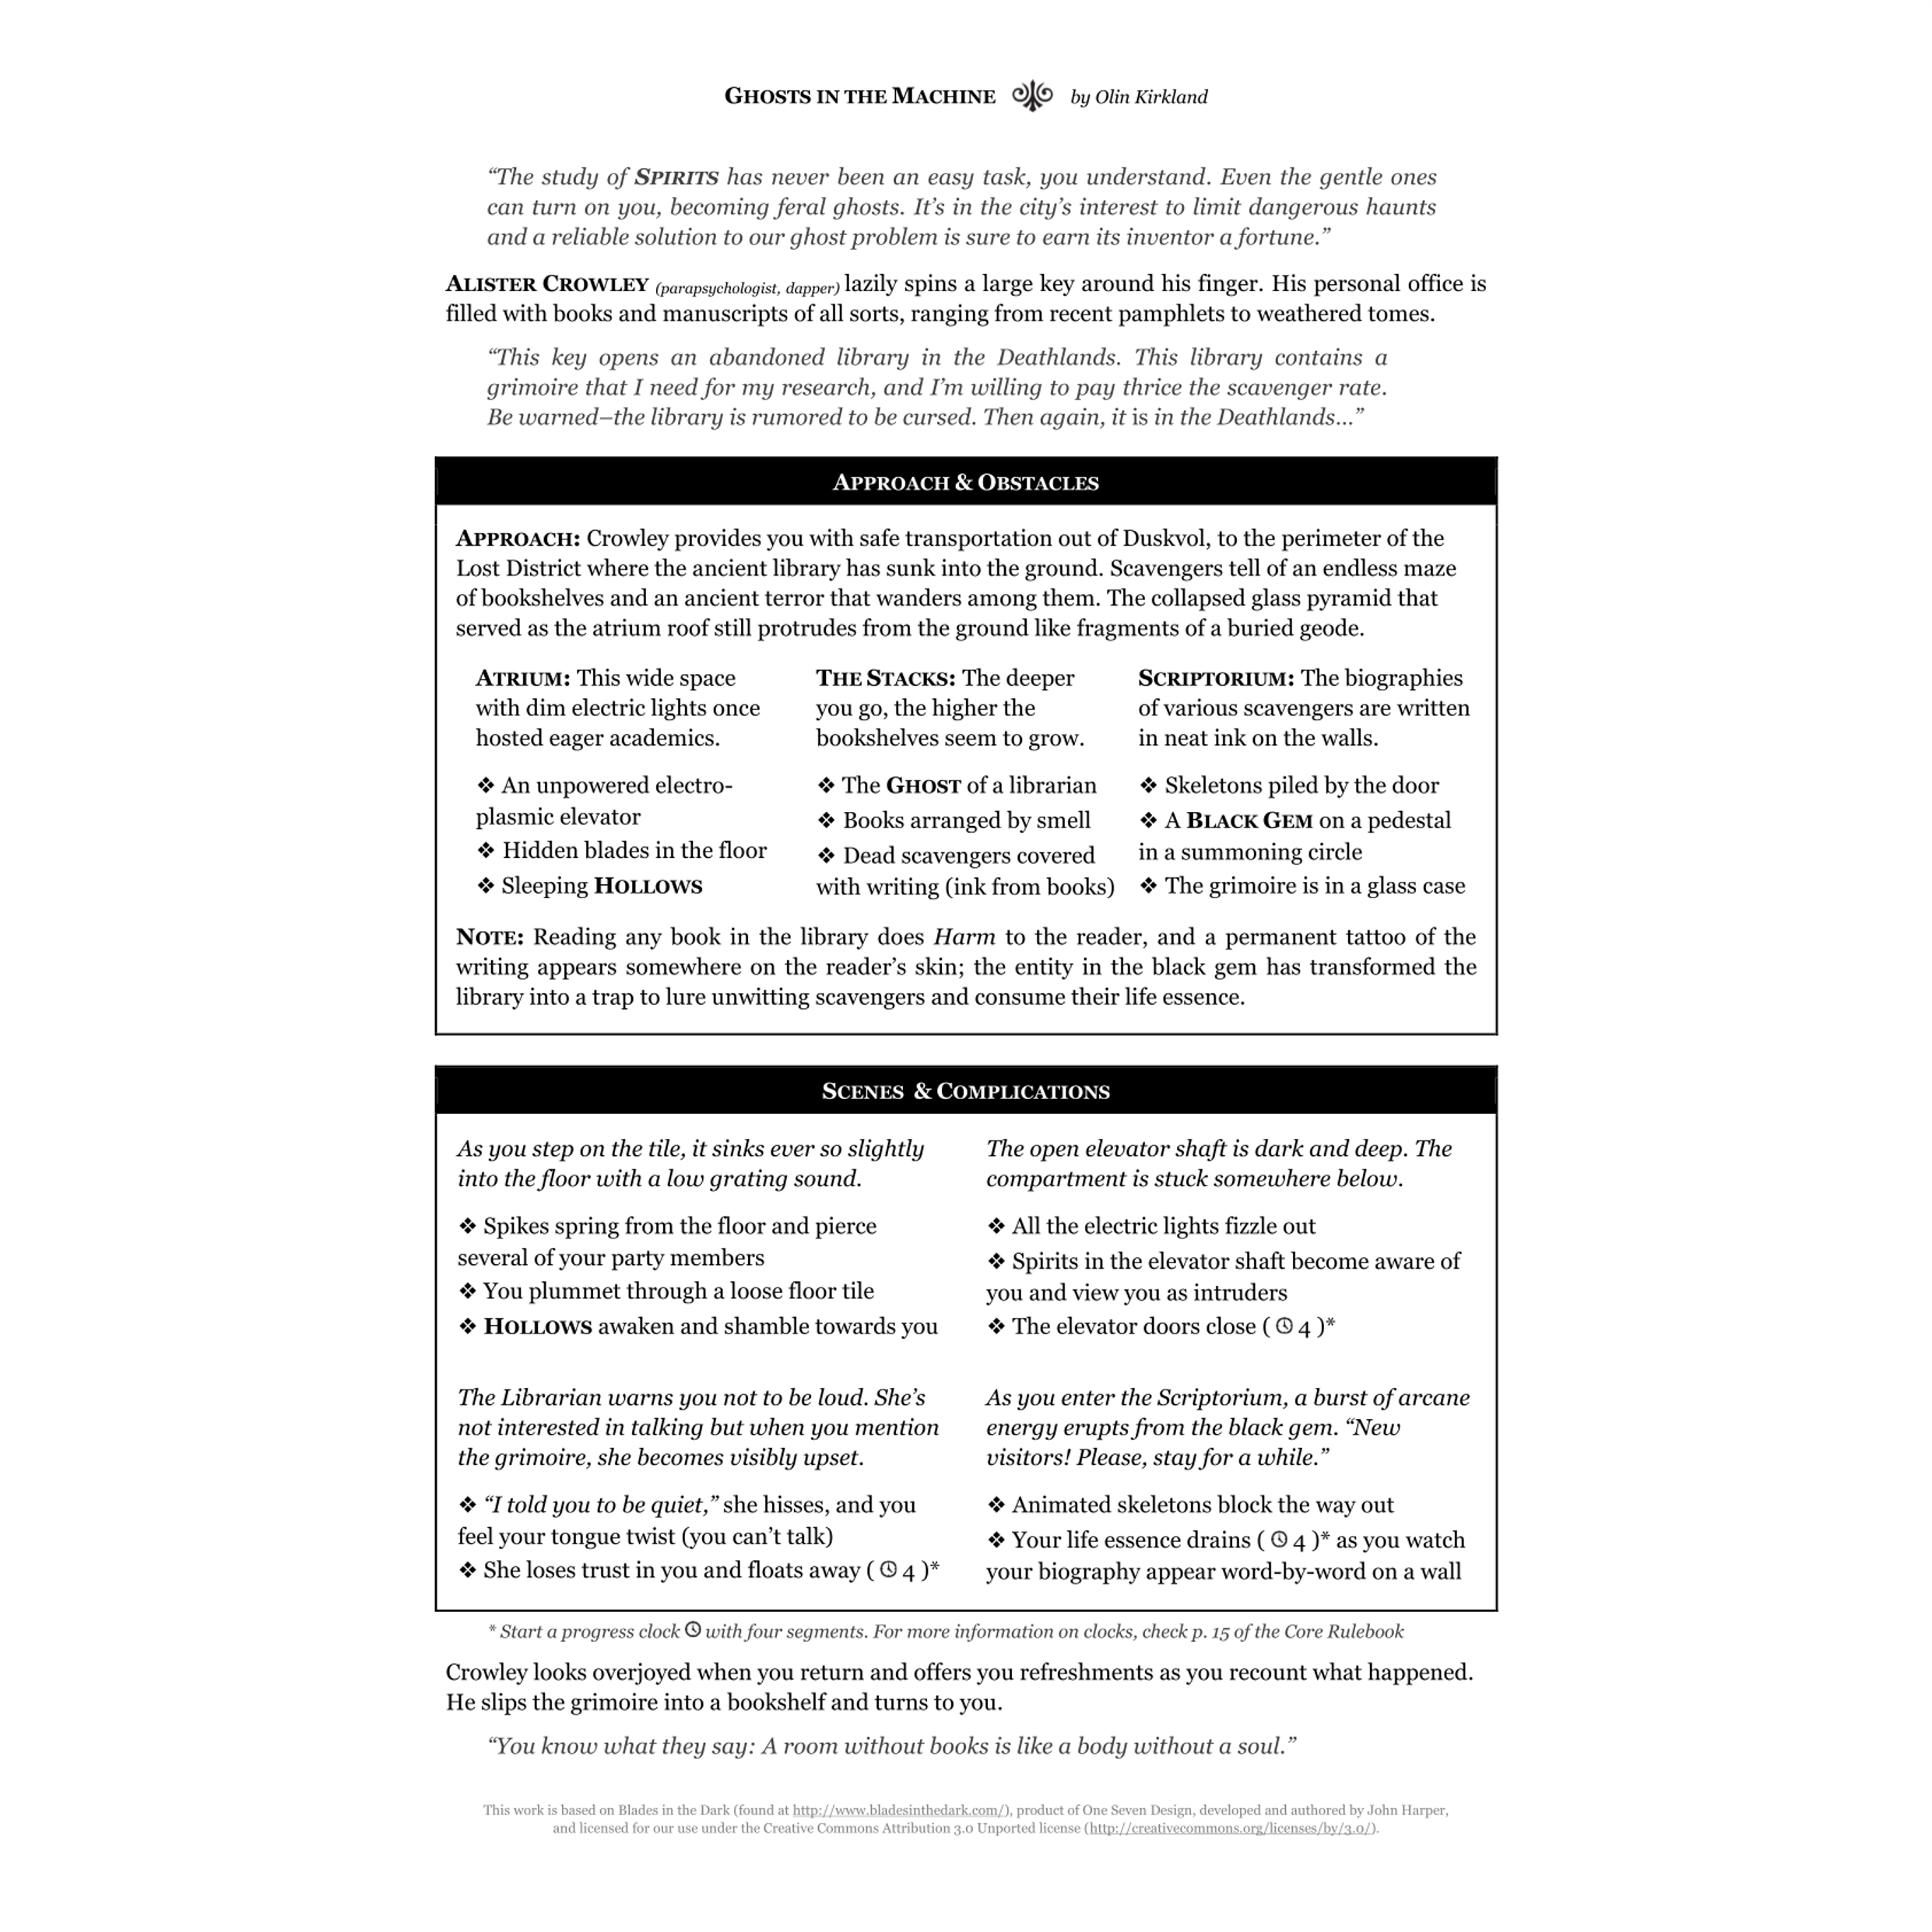 GHOSTS IN THE MACHINE by Olin Kirkland
“The study of SPIRITS has never been an easy task, you understand. Even the gentle ones
can turn on you, becoming feral ghosts. It’s in the city’s interest to limit dangerous haunts
and a reliable solution to our ghost problem is sure to earn its inventor a fortune.”
ALISTER CROWLEY (parapsychologist, dapper) lazily spins a large key around his finger. His personal office is
filled with books and manuscripts of all sorts, ranging from recent pamphlets to weathered tomes.
“This key opens an abandoned library in the Deathlands. This library contains a
grimoire that I need for my research, and I’m willing to pay thrice the scavenger rate.
Be warned–the library is rumored to be cursed. Then again, it is in the Deathlands…”
APPROACH & OBSTACLES
APPROACH: Crowley provides you with safe transportation out of Duskvol, to the perimeter of the
Lost District where the ancient library has sunk into the ground. Scavengers tell of an endless maze
of bookshelves and an ancient terror that wanders among them. The collapsed glass pyramid that
served as the atrium roof still protrudes from the ground like fragments of a buried geode.
ATRIUM: This wide space
with dim electric lights once
hosted eager academics.
❖ An unpowered electro-
plasmic elevator
❖ Hidden blades in the floor
❖ Sleeping HOLLOWS
THE STACKS: The deeper
you go, the higher the
bookshelves seem to grow.
❖ The GHOST of a librarian
❖ Books arranged by smell
❖ Dead scavengers covered
with writing (ink from books)
SCRIPTORIUM: The biographies
of various scavengers are written
in neat ink on the walls.
❖ Skeletons piled by the door
❖ A BLACK GEM on a pedestal
in a summoning circle
❖ The grimoire is in a glass case
NOTE: Reading any book in the library does Harm to the reader, and a permanent tattoo of the
writing appears somewhere on the reader’s skin; the entity in the black gem has transformed the
library into a trap to lure unwitting scavengers and consume their life essence.
SCENES & COMPLICATIONS
As you step on the tile, it sinks ever so slightly
into the floor with a low grating sound.
❖ Spikes spring from the floor and pierce
several of your party members
❖ You plummet through a loose floor tile
❖ HOLLOWS awaken and shamble towards you
The open elevator shaft is dark and deep. The
compartment is stuck somewhere below.
❖ All the electric lights fizzle out
❖ Spirits in the elevator shaft become aware of
you and view you as intruders
❖ The elevator doors close ( 🕓 4 )*
The Librarian warns you not to be loud. She’s
not interested in talking but when you mention
the grimoire, she becomes visibly upset.
❖ “I told you to be quiet,” she hisses, and you
feel your tongue twist (you can’t talk)
❖ She loses trust in you and floats away ( 🕓 4 )*
As you enter the Scriptorium, a burst of arcane
energy erupts from the black gem. “New
visitors! Please, stay for a while.”
❖ Animated skeletons block the way out
❖ Your life essence drains ( 🕓 4 )* as you watch
your biography appear word-by-word on a wall
* Start a progress clock 🕓 with four segments. For more information on clocks, check p. 15 of the Core Rulebook
Crowley looks overjoyed when you return and offers you refreshments as you recount what happened.
He slips the grimoire into a bookshelf and turns to you.
“You know what they say: A room without books is like a body without a soul.”
This work is based on Blades in the Dark (found at http://www.bladesinthedark.com/), product of One Seven Design, developed and authored by John Harper,
and licensed for our use under the Creative Commons Attribution 3.0 Unported license (http://creativecommons.org/licenses/by/3.0/).